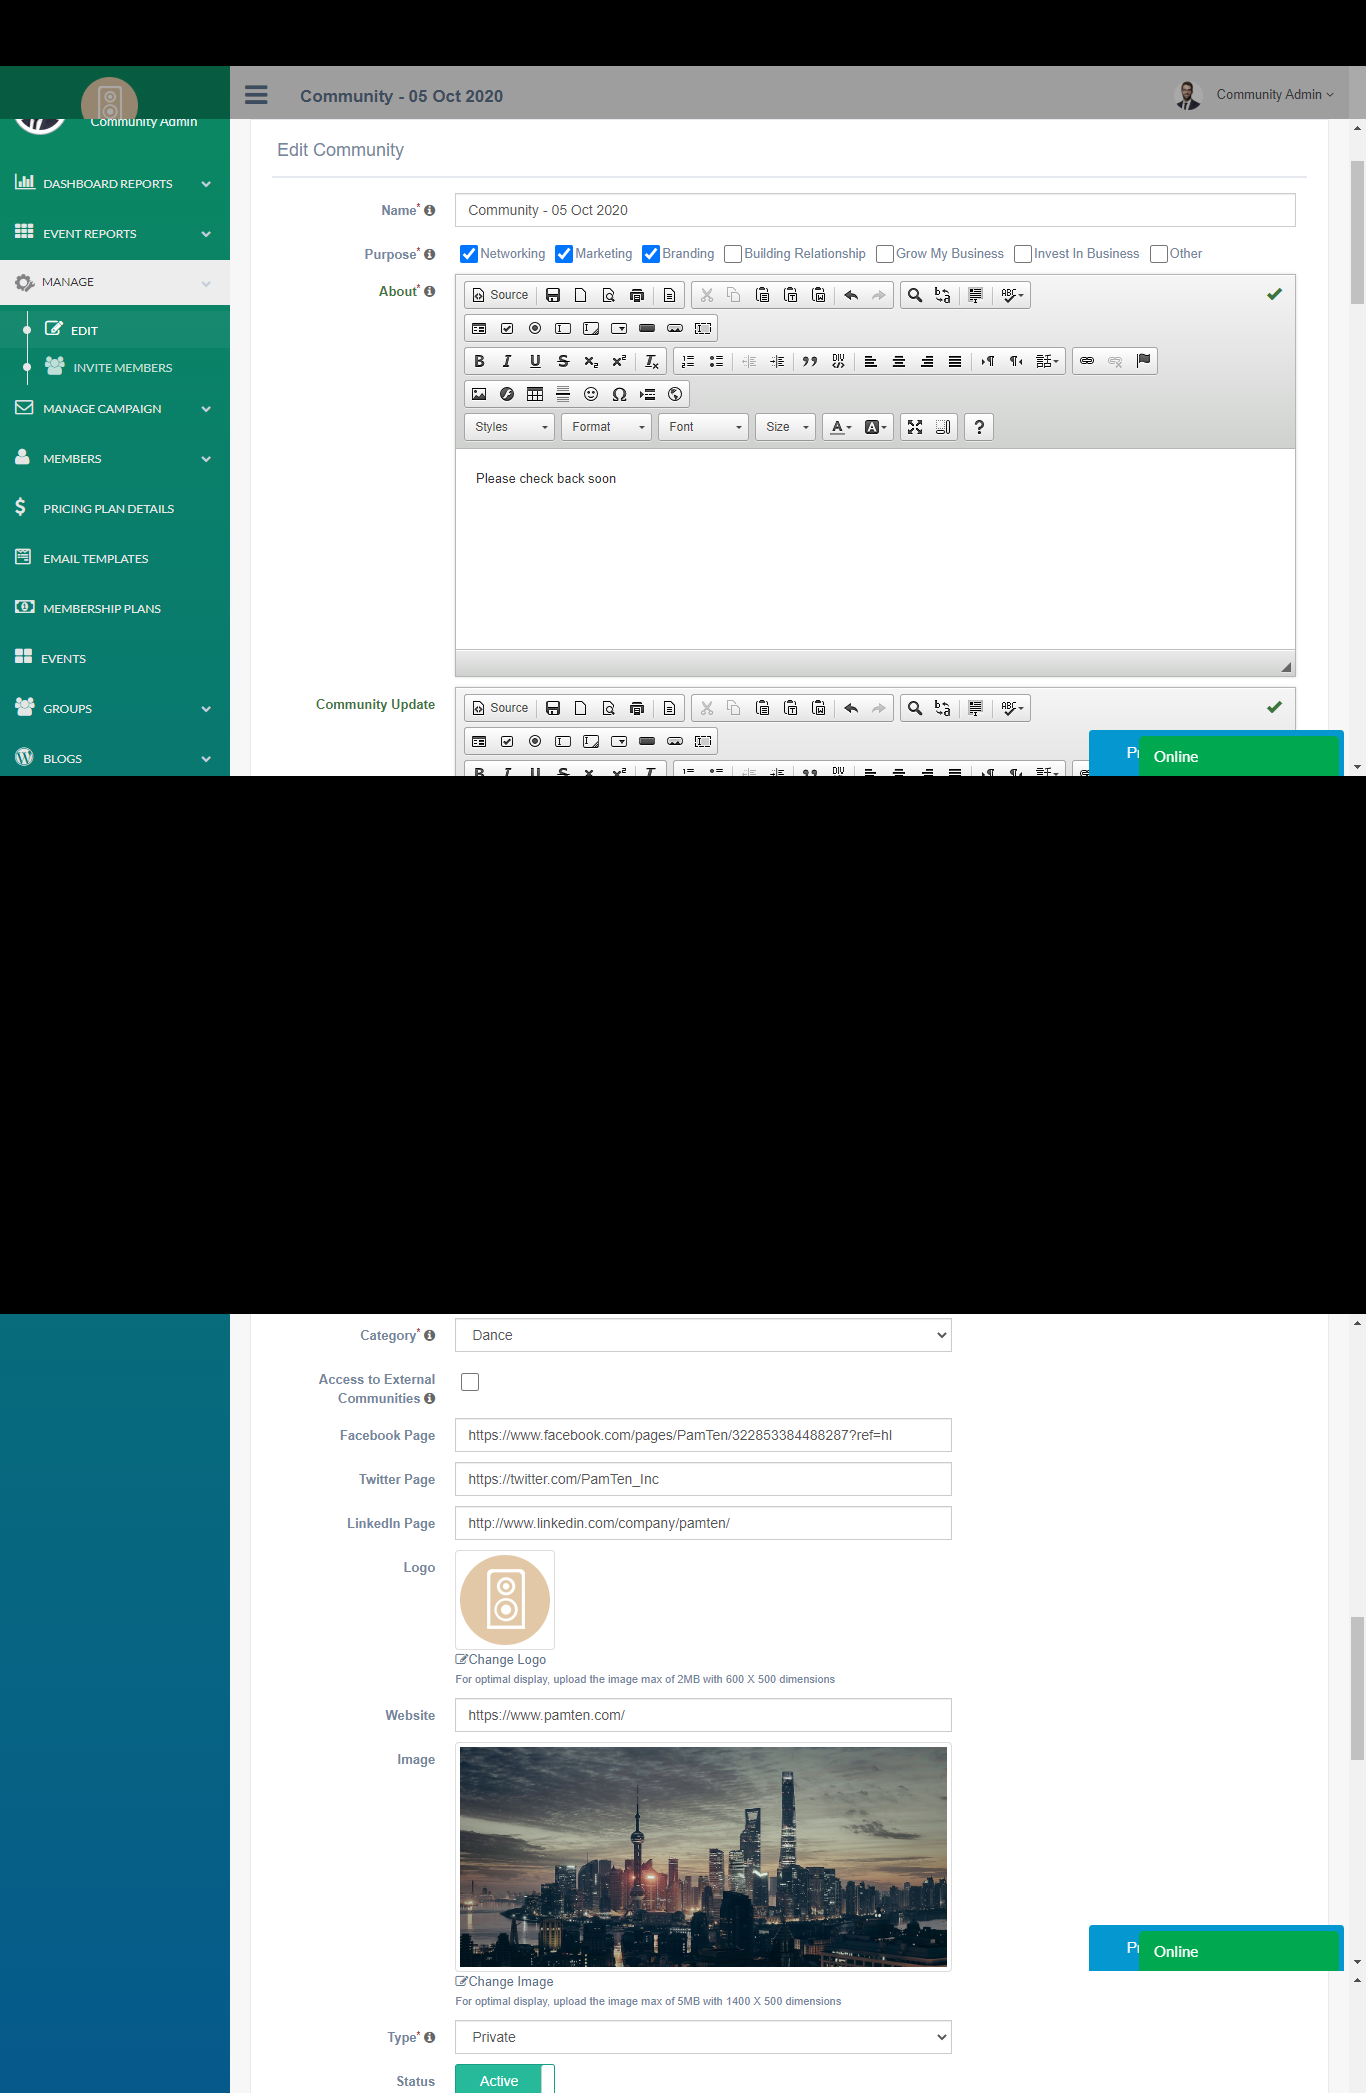 Community - 05 Oct 2020
Community Admin
Community Admin
DASHBOARD REPORTS
EVENT REPORTS
MANAGE
EDIT
INVITE MEMBERS
MANAGE CAMPAIGN
MEMBERS
PRICING PLAN DETAILS
EMAIL TEMPLATES
MEMBERSHIP PLANS
EVENTS
GROUPS
BLOGS
Edit Community
Name* Community - 05 Oct 2020
Purpose* Networking Marketing Branding Building Relationship Grow My Business Invest In Business Other
About* Source
Styles Format Font Size
Please check back soon
Community Update Source
Online
Category* Dance
Access to External
Communities
Facebook Page https://www.facebook.com/pages/PamTen/322853384488287?ref=hl
Twitter Page https://twitter.com/PamTen_Inc
LinkedIn Page http://www.linkedin.com/company/pamten/
Logo
Change Logo
For optimal display, upload the image max of 2MB with 600 X 500 dimensions
Website https://www.pamten.com/
Image
Online
Change Image
For optimal display, upload the image max of 5MB with 1400 X 500 dimensions
Type* Private
Status Active